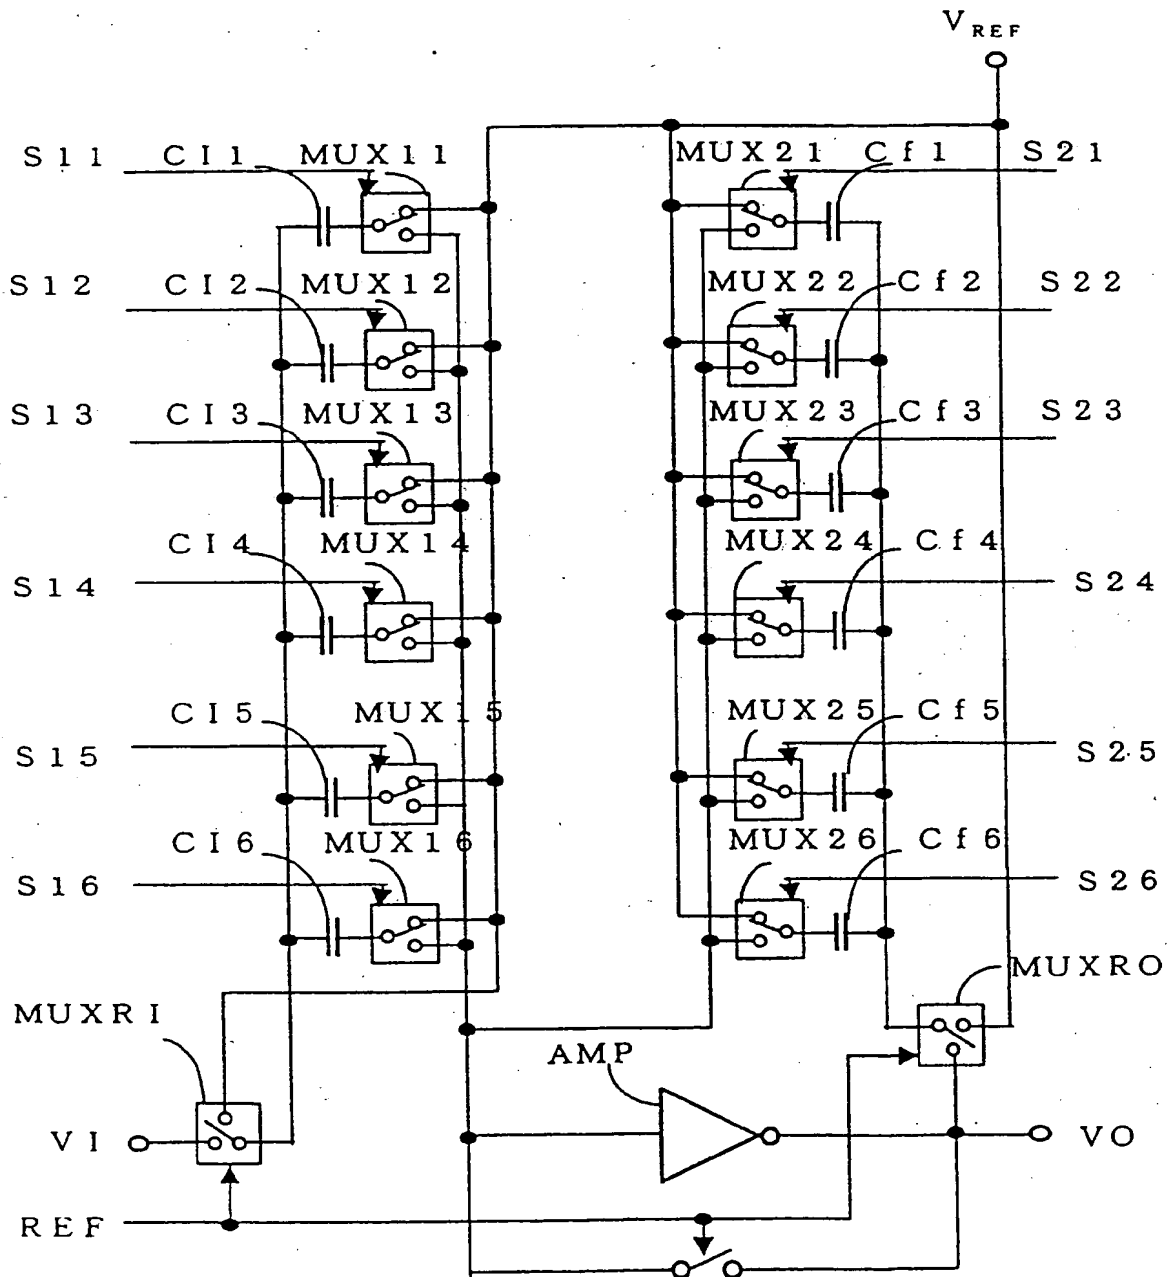 VREF
S11 CI1 MUX11 MUX21 Cf1 S21
S12 CI2 MUX12 MUX22 Cf2 S22
S13 CI3 MUX13 MUX23 Cf3 S23
CI4 MUX14 MUX24 Cf4
S14 S24
CI5 MUX15 MUX25 Cf5
S15 S25
CI6 MUX16 MUX26 Cf6
S16 S26
MUXRO
MUXRI
AMP
VI VO
REF